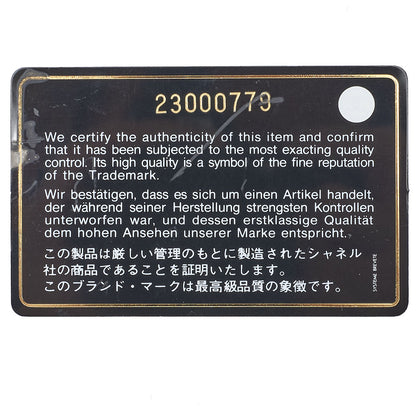 23000779
We certify the authenticity of this item and confirm
that it has been subjected to the most exacting quality
control. Its high quality is a symbol of the fine reputation
of the Trademark.
Wir bestätigen, dass es sich um einen Artikel handelt,
der während seiner Herstellung strengsten Kontrollen
unterworfen war, und dessen erstklassige Qualität
dem hohen Ansehen unserer Marke entspricht.
この製品は厳しい管理のもとに製造されたシャネル
社の商品であることを証明いたします。
このブランド・マークは最高級品質の象徴です。
SYSTEME BREVETE